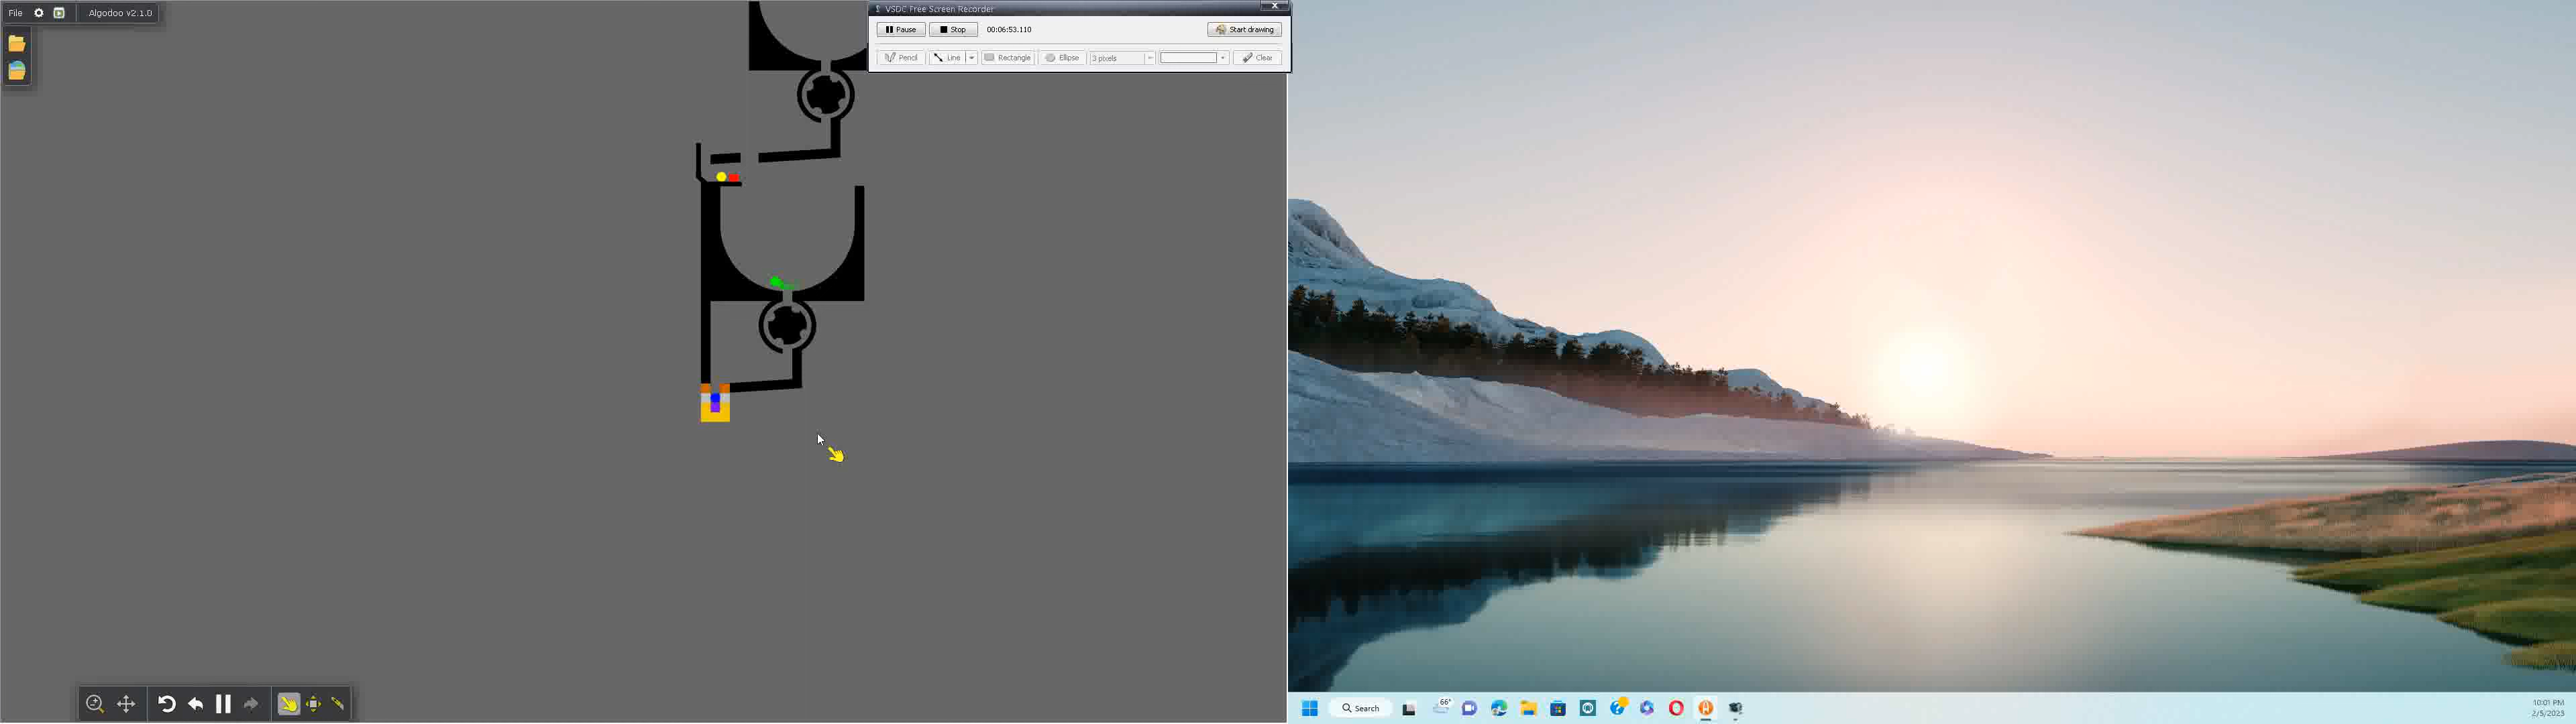 File
Algodoo v2.1.0
VSDC Free Screen Recorder
Pause
Stop
00:06:53.110
Start drawing
Pencil
Line
Rectangle
Ellipse
3 pixels
Clear
Search
66°
10:01 PM
2/5/2023